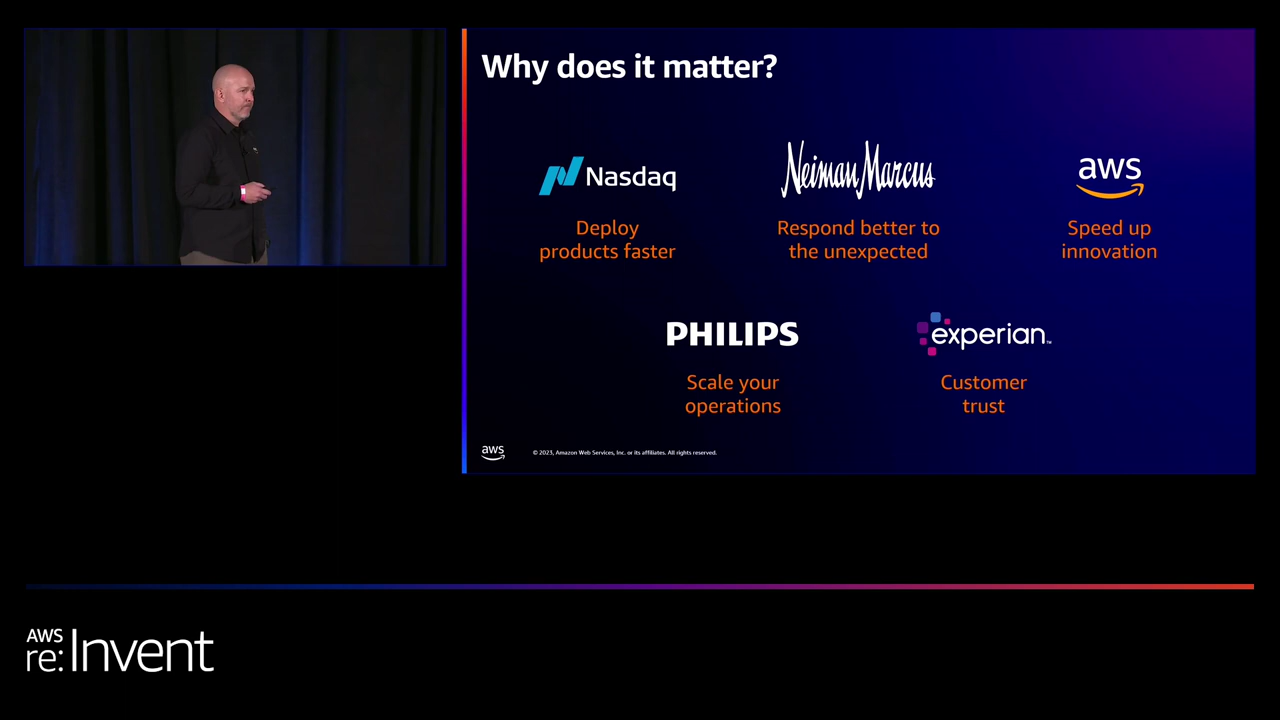 Why does it matter?
Nasdaq
Neiman Marcus
aws
Deploy
products faster
Respond better to
the unexpected
Speed up
innovation
PHILIPS
experian™
Scale your
operations
Customer
trust
aws
© 2023, Amazon Web Services, Inc. or its affiliates. All rights reserved.
AWS
re:Invent